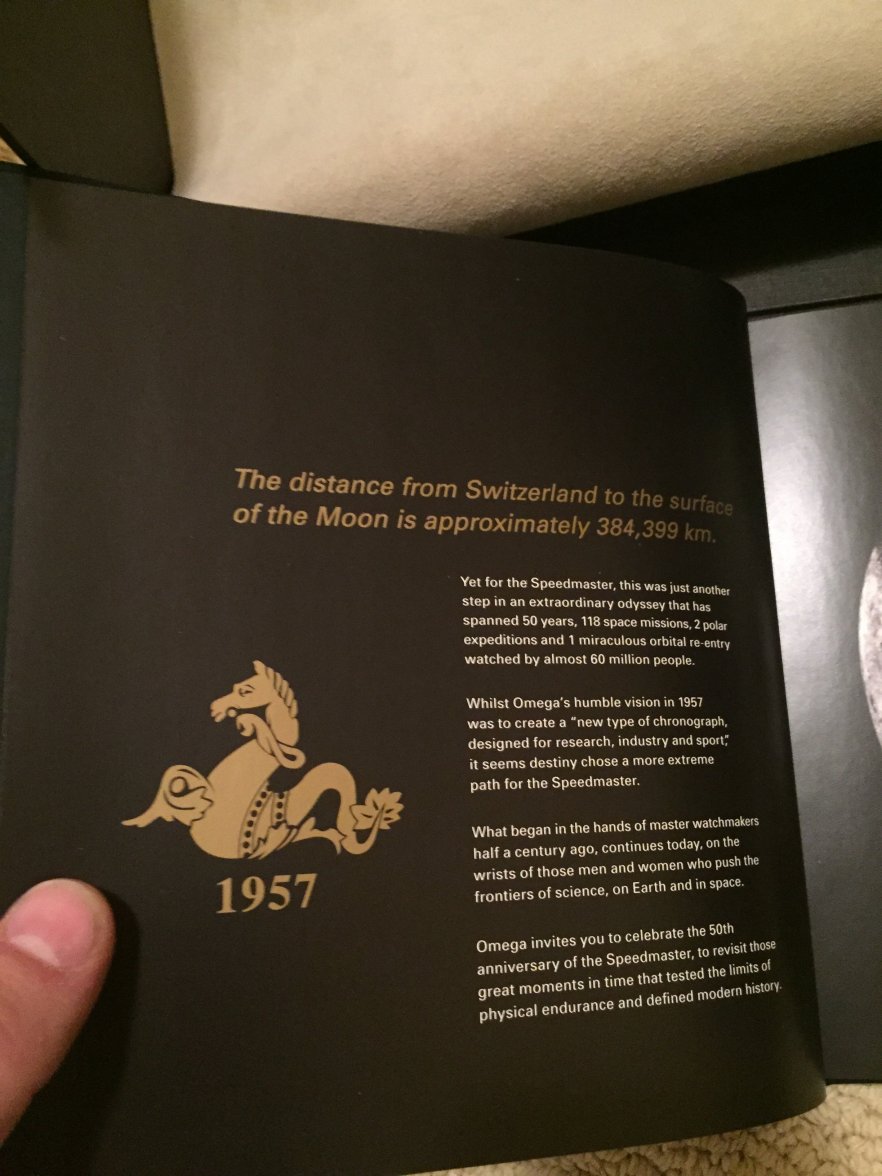 The distance from Switzerland to the surface
of the Moon is approximately 384,399 km.
Yet for the Speedmaster, this was just another
step in an extraordinary odyssey that has
spanned 50 years, 118 space missions, 2 polar
expeditions and 1 miraculous orbital re-entry
watched by almost 60 million people.
Whilst Omega's humble vision in 1957
was to create a "new type of chronograph,
designed for research, industry and sport",
it seems destiny chose a more extreme
path for the Speedmaster.
What began in the hands of master watchmakers
half a century ago, continues today, on the
wrists of those men and women who push the
frontiers of science, on Earth and in space.
Omega invites you to celebrate the 50th
anniversary of the Speedmaster, to revisit those
great moments in time that tested the limits of
physical endurance and defined modern history.
1957